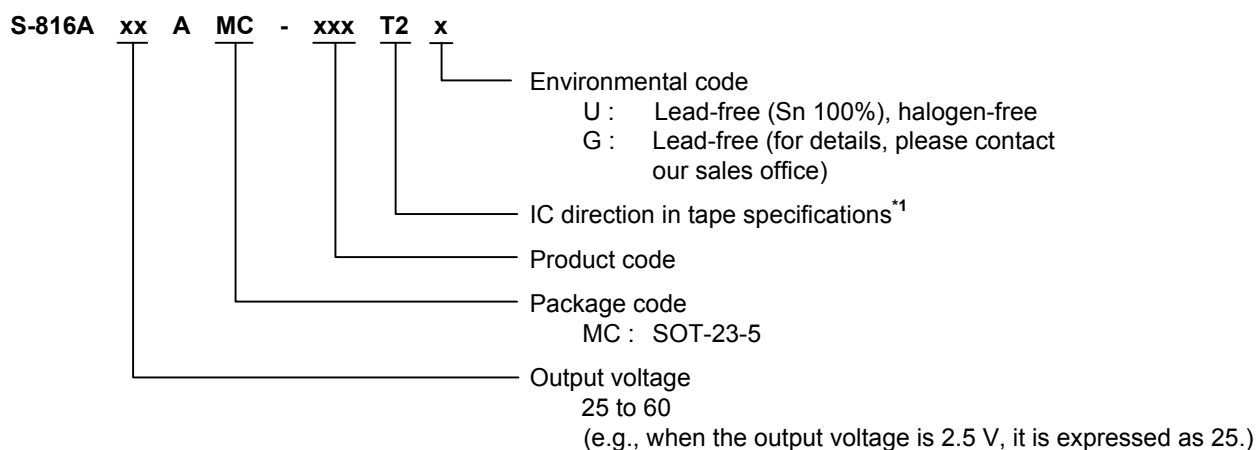 S-816A xx A MC - xxx T2 x
Environmental code
U : Lead-free (Sn 100%), halogen-free
G : Lead-free (for details, please contact
our sales office)
IC direction in tape specifications*1
Product code
Package code
MC : SOT-23-5
Output voltage
25 to 60
(e.g., when the output voltage is 2.5 V, it is expressed as 25.)